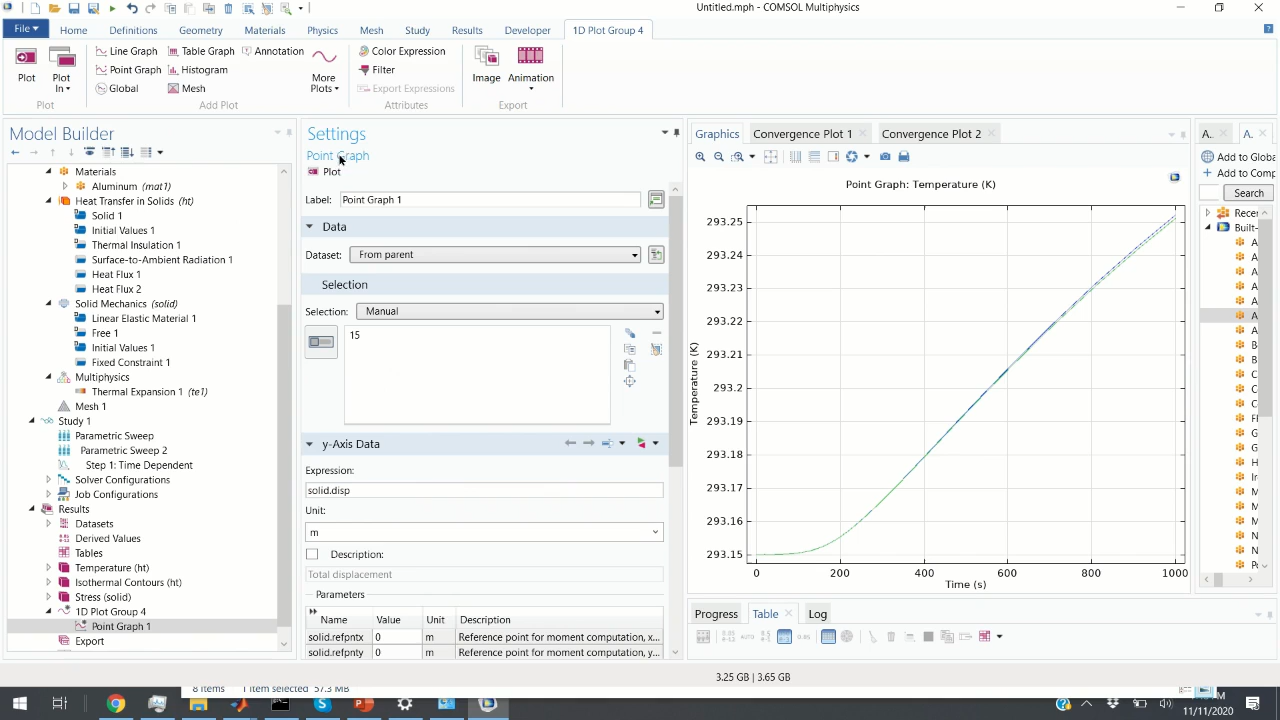 Untitled.mph - COMSOL Multiphysics
File Home Definitions Geometry Materials Physics Mesh Study Results Developer 1D Plot Group 4
Line Graph Table Graph Annotation Color Expression
Plot Plot In Point Graph Histogram More Plots Filter Image Animation
Global Mesh Export Expressions
Plot Add Plot Attributes Export
Model Builder
Materials
Aluminum (mat1)
Heat Transfer in Solids (ht)
Solid 1
Initial Values 1
Thermal Insulation 1
Surface-to-Ambient Radiation 1
Heat Flux 1
Heat Flux 2
Solid Mechanics (solid)
Linear Elastic Material 1
Free 1
Initial Values 1
Fixed Constraint 1
Multiphysics
Thermal Expansion 1 (te1)
Mesh 1
Study 1
Parametric Sweep
Parametric Sweep 2
Step 1: Time Dependent
Solver Configurations
Job Configurations
Results
Datasets
Derived Values
Tables
Temperature (ht)
Isothermal Contours (ht)
Stress (solid)
1D Plot Group 4
Point Graph 1
Export
Settings
Point Graph
Plot
Label: Point Graph 1
Data
Dataset: From parent
Selection
Selection: Manual
15
y-Axis Data
Expression:
solid.disp
Unit:
m
Description:
Total displacement
Parameters
Name Value Unit Description
solid.refpntx 0 m Reference point for moment computation, x...
solid.refpnty 0 m Reference point for moment computation, y...
Graphics Convergence Plot 1 Convergence Plot 2
Point Graph: Temperature (K)
293.25
293.24
293.23
293.22
293.21
293.2
293.19
293.18
293.17
293.16
293.15
Temperature (K)
0 200 400 600 800 1000
Time (s)
Progress Table Log
A.. A..
Add to Globa
Add to Comp
Search
Recer
Built-
A
A
A
A
A
A
A
B
B
C
C
C
Fl
G
G
H
Ir
M
M
M
N
N
P
3.25 GB | 3.65 GB
8 items 1 item selected 57.3 MB
11/11/2020